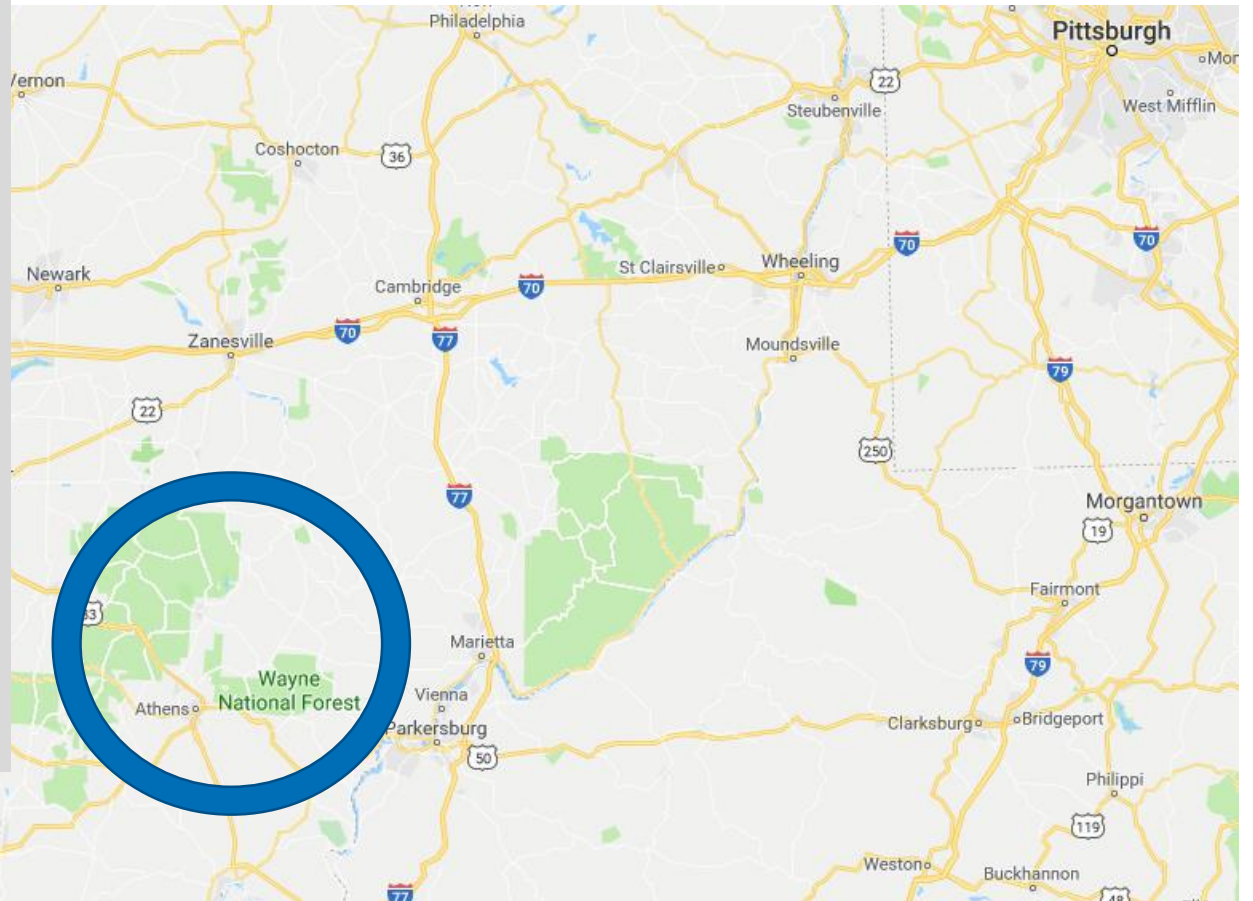 Philadelphia
Pittsburgh
Mor
22
Vernon
Steubenville
West Mifflin
Coshocton
36
70
70
Newark
St Clairsville
Wheeling
Cambridge
70
Zanesville
70
77
Moundsville
79
22
250
77
Morgantown
19
Fairmont
33
Marietta
79
Wayne
National Forest
Vienna
Athens
Parkersburg
Clarksburg
Bridgeport
50
Philippi
119
Weston
Buckhannon
77
48